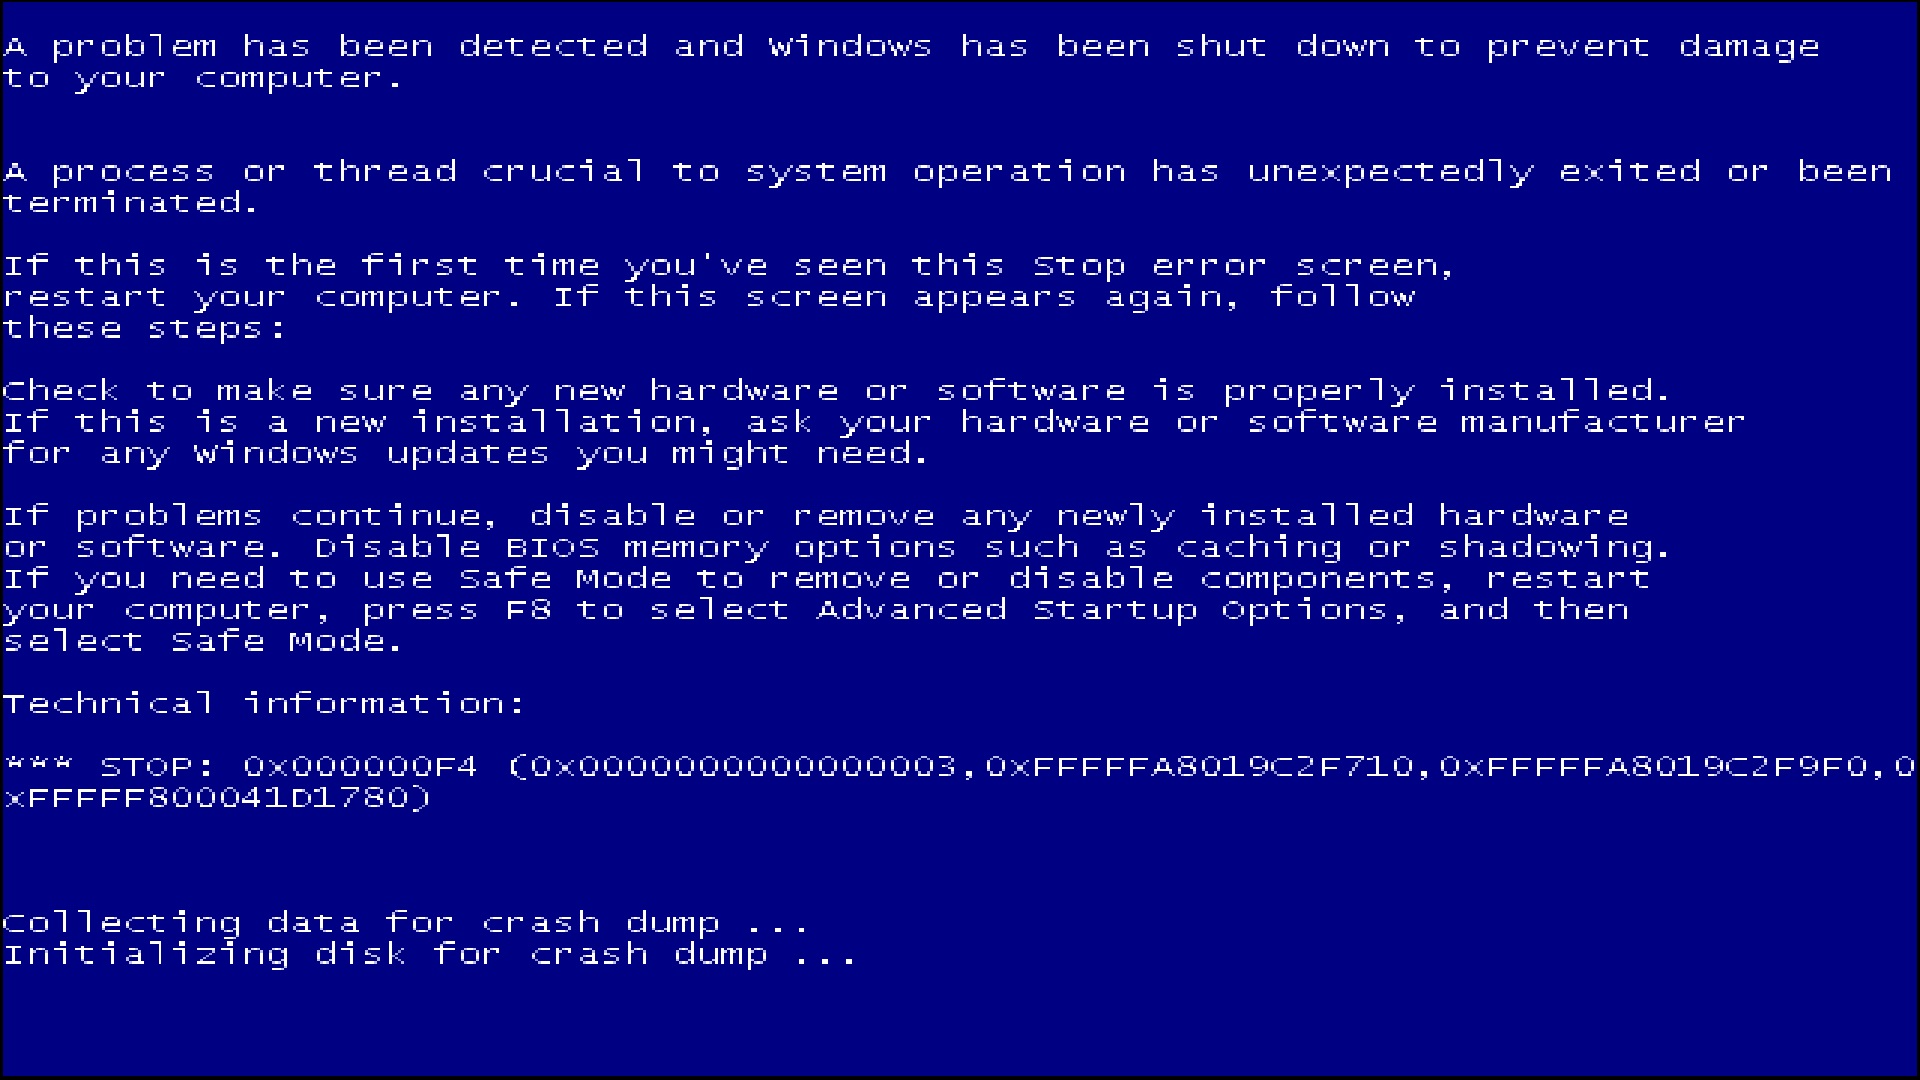 A problem has been detected and Windows has been shut down to prevent damage
to your computer.
A process or thread crucial to system operation has unexpectedly exited or been
terminated.
If this is the first time you've seen this Stop error screen,
restart your computer. If this screen appears again, follow
these steps:
Check to make sure any new hardware or software is properly installed.
If this is a new installation, ask your hardware or software manufacturer
for any Windows updates you might need.
If problems continue, disable or remove any newly installed hardware
or software. Disable BIOS memory options such as caching or shadowing.
If you need to use Safe Mode to remove or disable components, restart
your computer, press F8 to select Advanced Startup Options, and then
select Safe Mode.
Technical information:
*** STOP: 0x000000F4 (0x0000000000000003,0xFFFFFA8019C2F710,0xFFFFFA8019C2F9F0,0
xFFFFF800041D1780)
Collecting data for crash dump ...
Initializing disk for crash dump ...